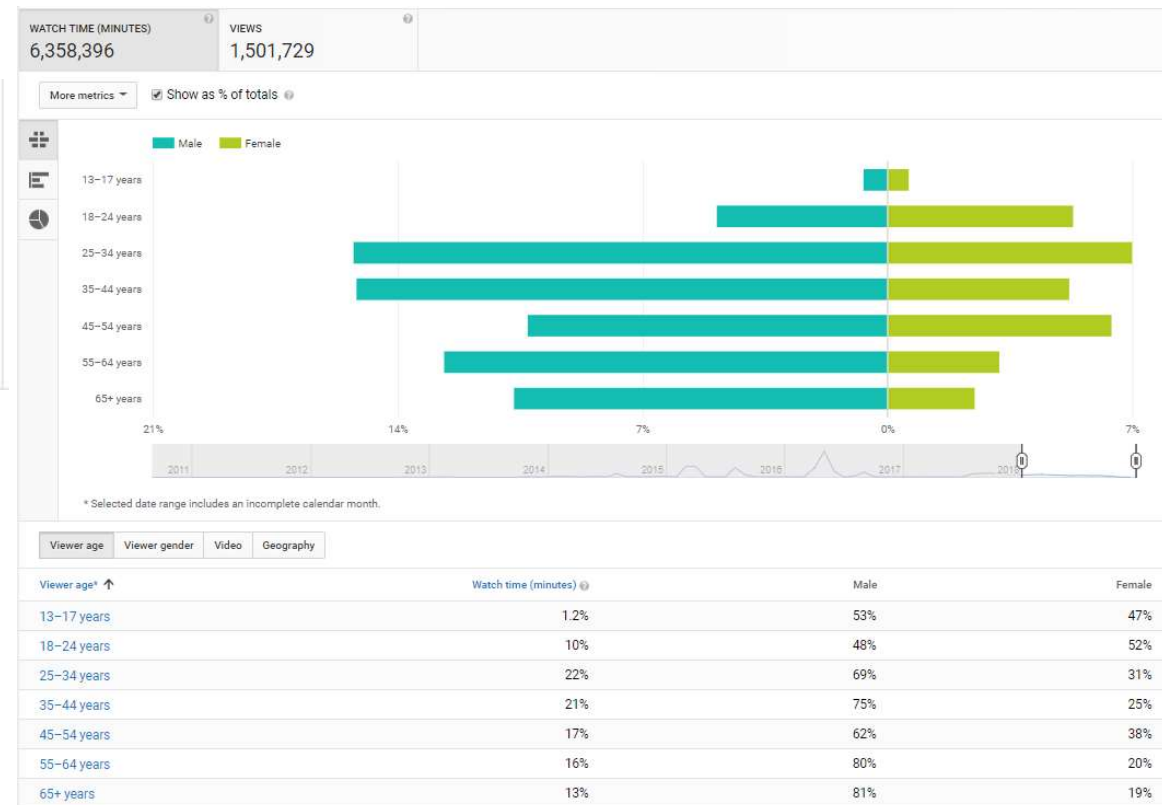 WATCH TIME (MINUTES)
6,358,396
VIEWS
1,501,729
More metrics
Show as % of totals
Male Female
13–17 years
18–24 years
25–34 years
35–44 years
45–54 years
55–64 years
65+ years
21% 14% 7% 0% 7%
2011 2012 2013 2014 2015 2016 2017 2018
* Selected date range includes an incomplete calendar month.
Viewer age Viewer gender Video Geography
Viewer age* Watch time (minutes) Male Female
13–17 years 1.2% 53% 47%
18–24 years 10% 48% 52%
25–34 years 22% 69% 31%
35–44 years 21% 75% 25%
45–54 years 17% 62% 38%
55–64 years 16% 80% 20%
65+ years 13% 81% 19%